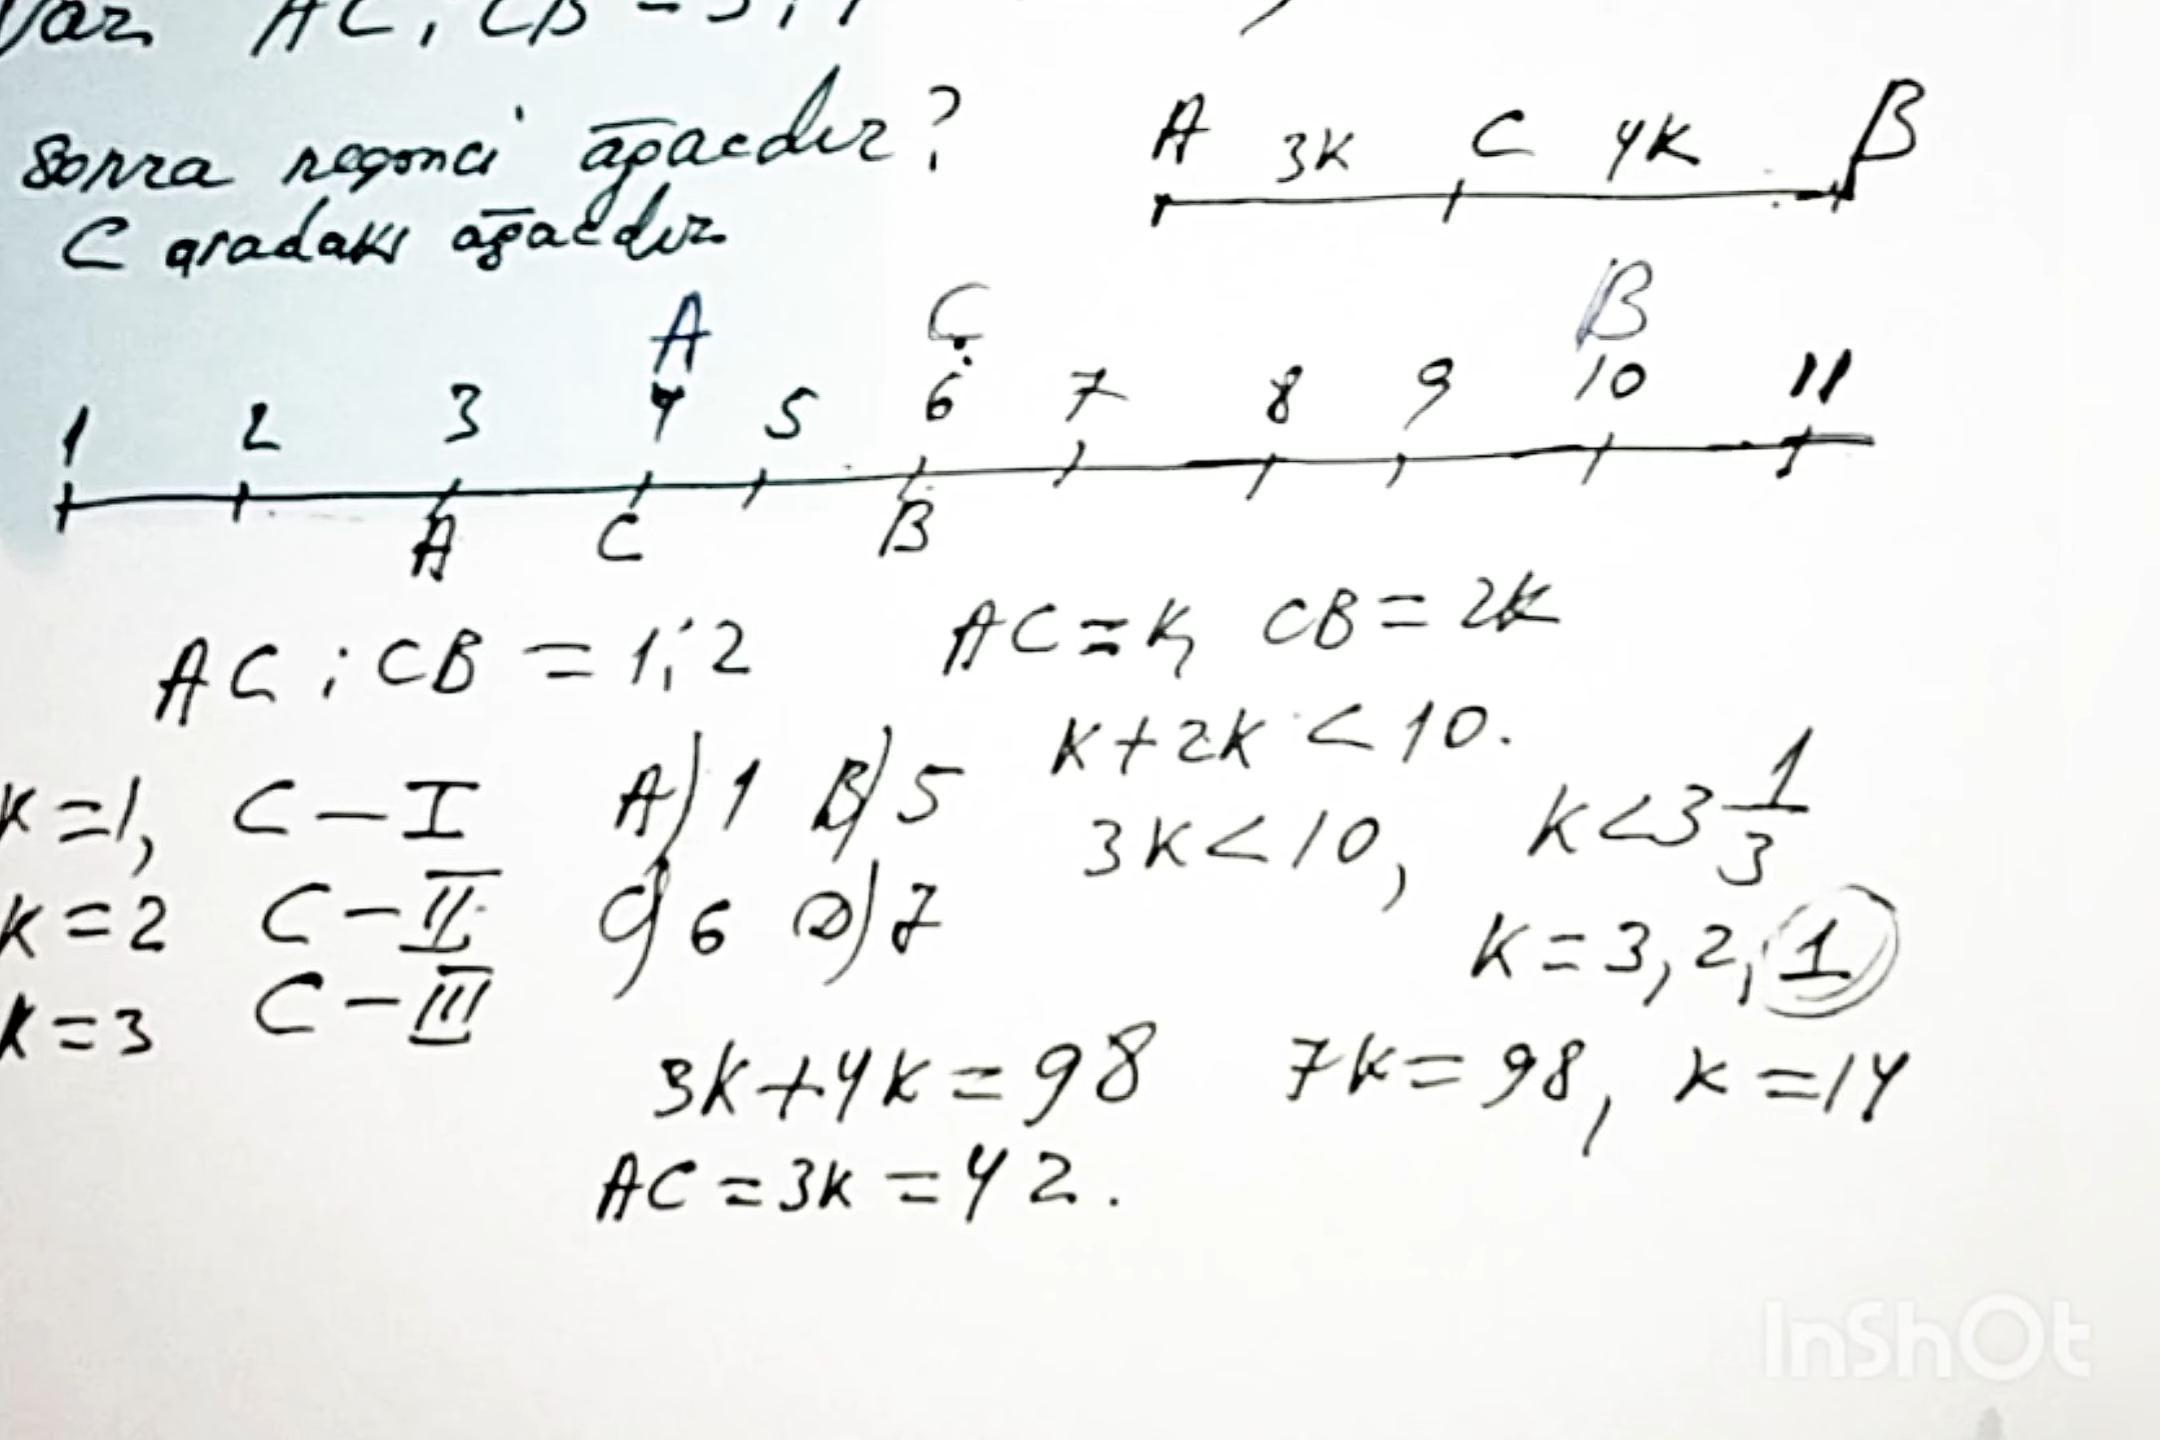 AC : CB = 3 : 4
sonra neçənci ağacdır?
A 3K C 4K B
C aradakı ağacdır
A C B
1 2 3 4 5 6 7 8 9 10 11
A C B
AC : CB = 1 : 2 AC = K, CB = 2K
K + 2K < 10.
K = 1, C - I A) 1 B) 5
3K < 10, K < 3 1/3
K = 2 C - II C) 6 D) 7
K = 3, 2, 1
K = 3 C - III
3K + 4K = 98 7K = 98, K = 14
AC = 3K = 42.
InShOt